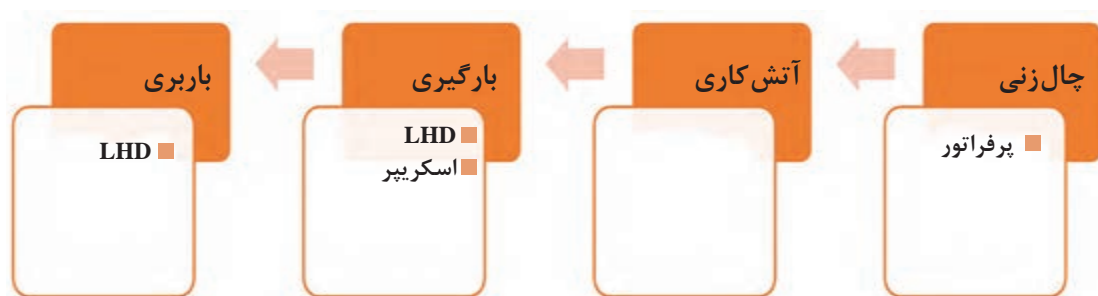 چال‌زنی
پرفراتور
آتش‌کاری
بارگیری
LHD
اسکریپر
باربری
LHD